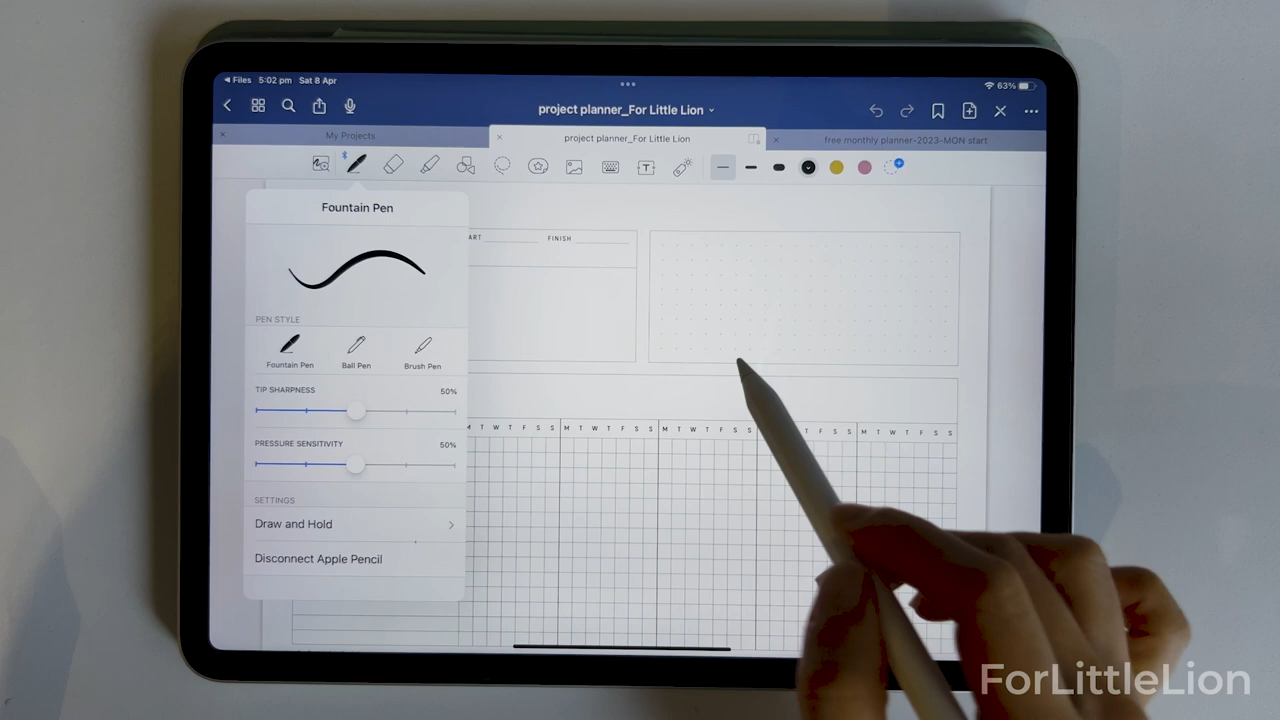 Files 5:02 pm Sat 8 Apr
63%
project planner_For Little Lion
My Projects
project planner_For Little Lion
free monthly planner-2023-MON start
T
Fountain Pen
ART
FINISH
PEN STYLE
Fountain Pen
Ball Pen
Brush Pen
TIP SHARPNESS
50%
M T W T F S S M T W T F S S M T W T F S S T F S S M T W T F S S
PRESSURE SENSITIVITY
50%
SETTINGS
Draw and Hold
Disconnect Apple Pencil
ForLittleLion